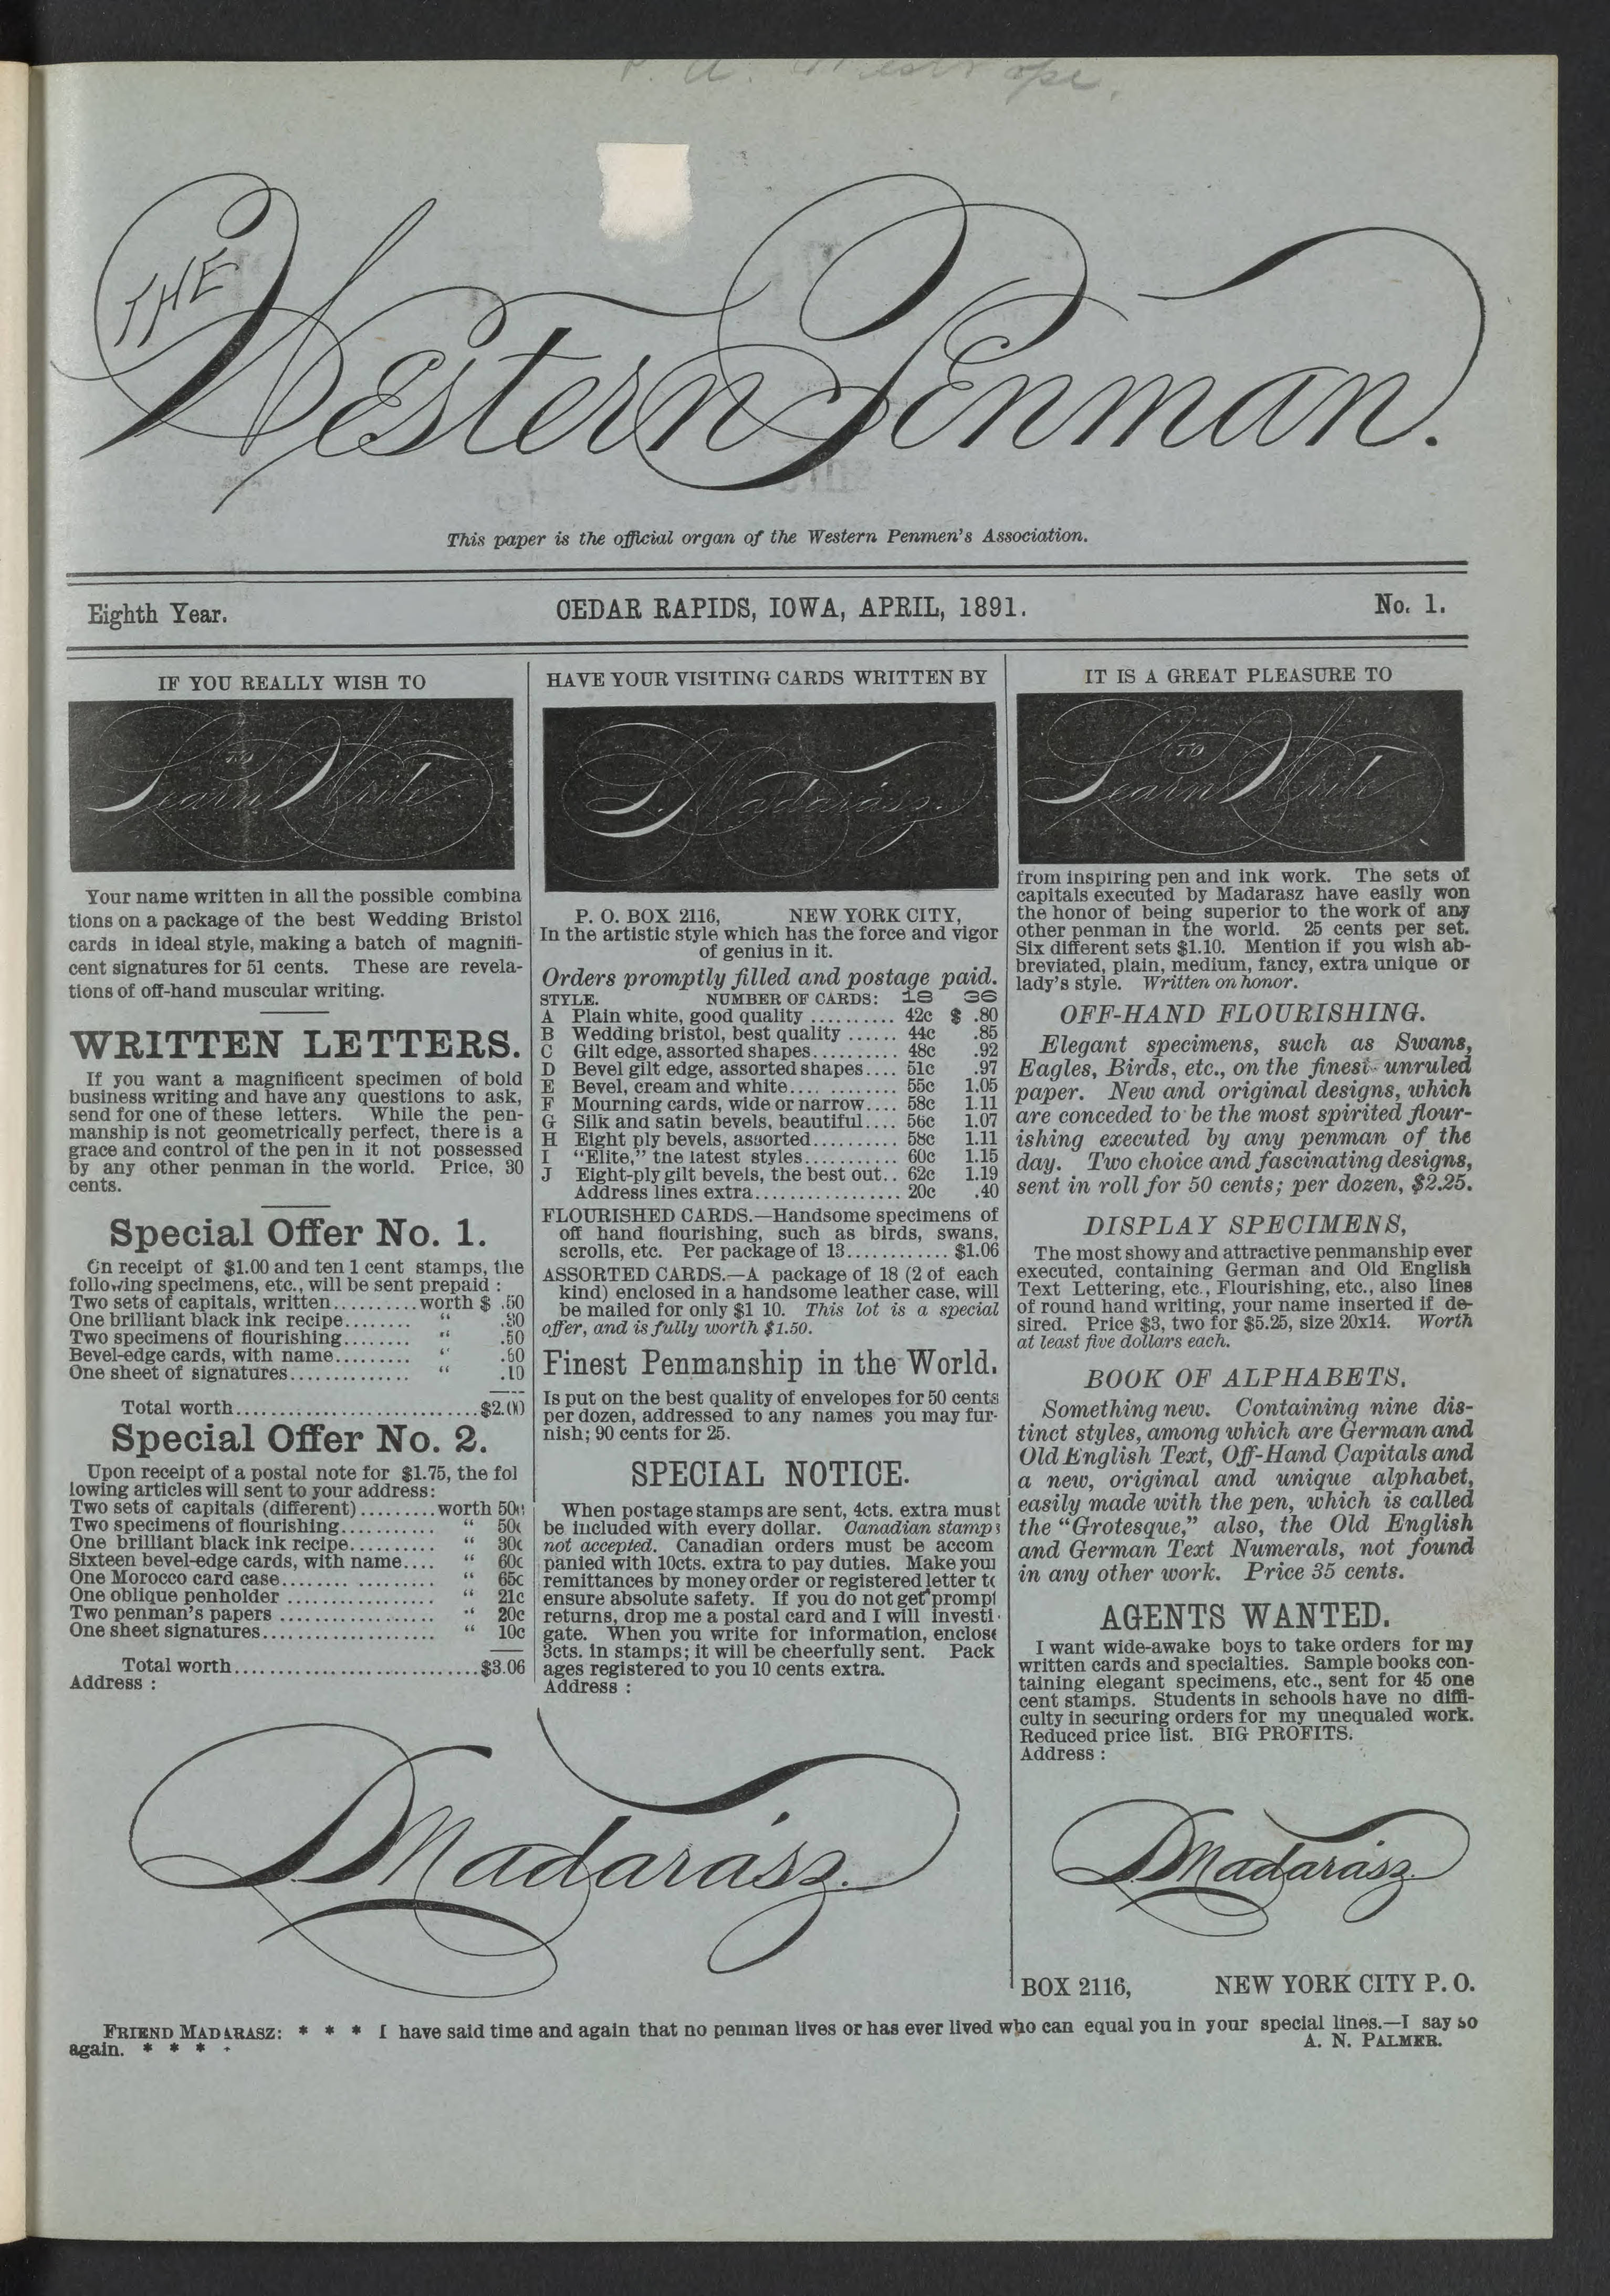 THE
Western Penman.
This paper is the official organ of the Western Penmen's Association.
Eighth Year.
CEDAR RAPIDS, IOWA, APRIL, 1891.
No. 1.
IF YOU REALLY WISH TO
Learn TO Write
Your name written in all the possible combina
tions on a package of the best Wedding Bristol
cards in ideal style, making a batch of magnifi-
cent signatures for 51 cents. These are revela-
tions of off-hand muscular writing.
WRITTEN LETTERS.
If you want a magnificent specimen of bold
business writing and have any questions to ask,
send for one of these letters. While the pen-
manship is not geometrically perfect, there is a
grace and control of the pen in it not possessed
by any other penman in the world. Price, 30
cents.
Special Offer No. 1.
On receipt of $1.00 and ten 1 cent stamps, the
following specimens, etc., will be sent prepaid :
Two sets of capitals, written..........worth $ .50
One brilliant black ink recipe........ " .30
Two specimens of flourishing........ " .50
Bevel-edge cards, with name......... " .60
One sheet of signatures.............. " .10
Total worth............................$2.00
Special Offer No. 2.
Upon receipt of a postal note for $1.75, the fol
lowing articles will sent to your address:
Two sets of capitals (different).........worth 50c
Two specimens of flourishing........... " 50c
One brilliant black ink recipe.......... " 30c
Sixteen bevel-edge cards, with name.... " 60c
One Morocco card case........ ......... " 65c
One oblique penholder .................. " 21c
Two penman's papers .................. " 20c
One sheet signatures..................... " 10c
Total worth............................$3.06
Address :
HAVE YOUR VISITING CARDS WRITTEN BY
L. Madarász.
P. O. BOX 2116, NEW YORK CITY,
In the artistic style which has the force and vigor
of genius in it.
Orders promptly filled and postage paid.
STYLE. NUMBER OF CARDS: 18 36
A Plain white, good quality .......... 42c $ .80
B Wedding bristol, best quality ...... 44c .85
C Gilt edge, assorted shapes.......... 48c .92
D Bevel gilt edge, assorted shapes.... 51c .97
E Bevel, cream and white.... ......... 55c 1.05
F Mourning cards, wide or narrow.... 58c 1.11
G Silk and satin bevels, beautiful.... 56c 1.07
H Eight ply bevels, assorted.......... 58c 1.11
I "Elite," the latest styles........... 60c 1.15
J Eight-ply gilt bevels, the best out.. 62c 1.19
Address lines extra................. 20c .40
FLOURISHED CARDS.—Handsome specimens of
off hand flourishing, such as birds, swans,
scrolls, etc. Per package of 13............ $1.06
ASSORTED CARDS.—A package of 18 (2 of each
kind) enclosed in a handsome leather case, will
be mailed for only $1 10. This lot is a special
offer, and is fully worth $1.50.
Finest Penmanship in the World.
Is put on the best quality of envelopes for 50 cents
per dozen, addressed to any names you may fur-
nish; 90 cents for 25.
SPECIAL NOTICE.
When postage stamps are sent, 4cts. extra must
be included with every dollar. Canadian stamps
not accepted. Canadian orders must be accom
panied with 10cts. extra to pay duties. Make your
remittances by money order or registered letter to
ensure absolute safety. If you do not get prompt
returns, drop me a postal card and I will investi-
gate. When you write for information, enclose
3cts. in stamps; it will be cheerfully sent. Pack
ages registered to you 10 cents extra.
Address :
L. Madarász.
IT IS A GREAT PLEASURE TO
Learn TO Write
from inspiring pen and ink work. The sets of
capitals executed by Madarasz have easily won
the honor of being superior to the work of any
other penman in the world. 25 cents per set.
Six different sets $1.10. Mention if you wish ab-
breviated, plain, medium, fancy, extra unique or
lady's style. Written on honor.
OFF-HAND FLOURISHING.
Elegant specimens, such as Swans,
Eagles, Birds, etc., on the finest unruled
paper. New and original designs, which
are conceded to be the most spirited flour-
ishing executed by any penman of the
day. Two choice and fascinating designs,
sent in roll for 50 cents; per dozen, $2.25.
DISPLAY SPECIMENS,
The most showy and attractive penmanship ever
executed, containing German and Old English
Text Lettering, etc., Flourishing, etc., also lines
of round hand writing, your name inserted if de-
sired. Price $3, two for $5.25, size 20x14. Worth
at least five dollars each.
BOOK OF ALPHABETS.
Something new. Containing nine dis-
tinct styles, among which are German and
Old English Text, Off-Hand Capitals and
a new, original and unique alphabet,
easily made with the pen, which is called
the "Grotesque," also, the Old English
and German Text Numerals, not found
in any other work. Price 35 cents.
AGENTS WANTED.
I want wide-awake boys to take orders for my
written cards and specialties. Sample books con-
taining elegant specimens, etc., sent for 45 one
cent stamps. Students in schools have no diffi-
culty in securing orders for my unequaled work.
Reduced price list. BIG PROFITS.
Address :
L. Madarász.
BOX 2116, NEW YORK CITY P. O.
FRIEND MADARASZ: * * * I have said time and again that no penman lives or has ever lived who can equal you in your special lines.—I say so
again. * * * *
A. N. PALMER.